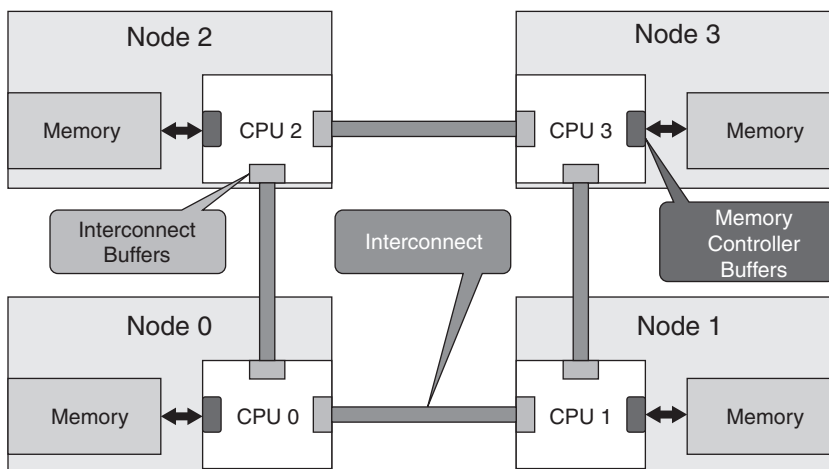 Node 2
Node 3
Memory
CPU 2
CPU 3
Memory
Interconnect
Buffers
Interconnect
Memory
Controller
Buffers
Node 0
Node 1
Memory
CPU 0
CPU 1
Memory